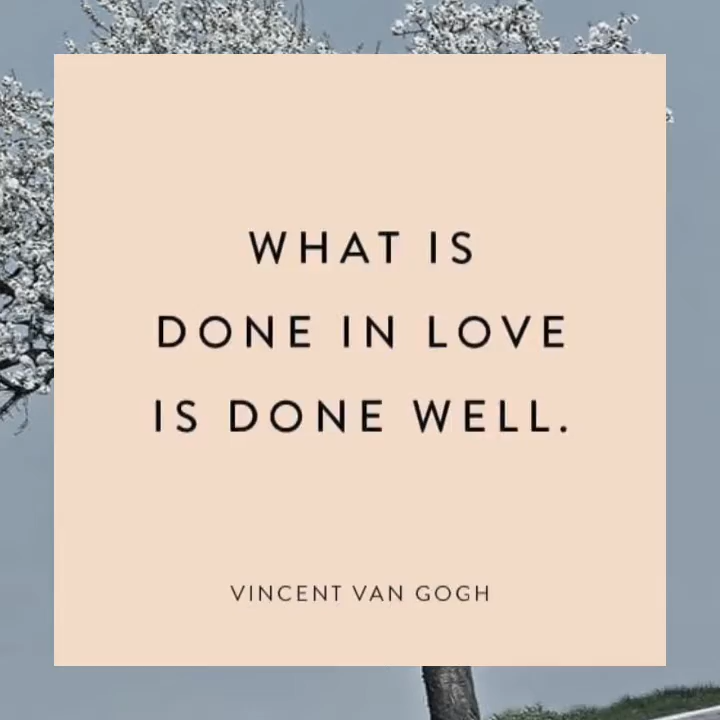 WHAT IS
DONE IN LOVE
IS DONE WELL.
VINCENT VAN GOGH